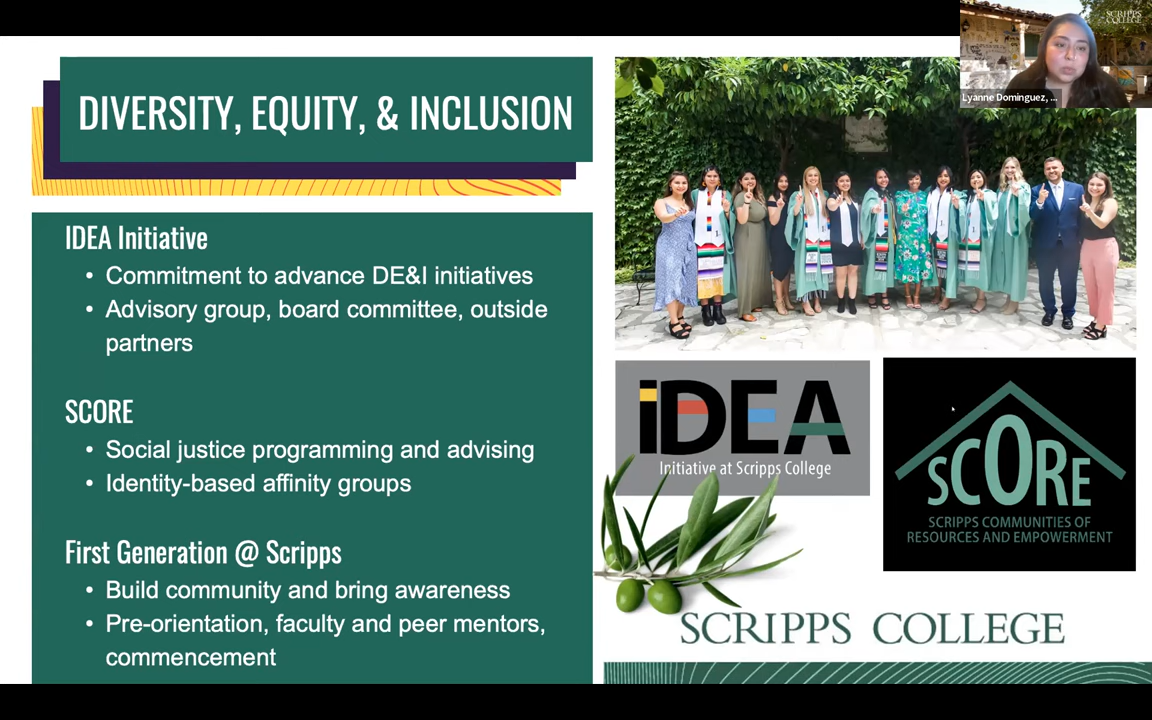 SCRIPPS
COLLEGE
Lyanne Dominguez, ...
DIVERSITY, EQUITY, & INCLUSION
IDEA Initiative
• Commitment to advance DE&I initiatives
• Advisory group, board committee, outside
partners
SCORE
• Social justice programming and advising
• Identity-based affinity groups
First Generation @ Scripps
• Build community and bring awareness
• Pre-orientation, faculty and peer mentors,
commencement
iDEA
Initiative at Scripps College
SCORE
SCRIPPS COMMUNITIES OF
RESOURCES AND EMPOWERMENT
SCRIPPS COLLEGE